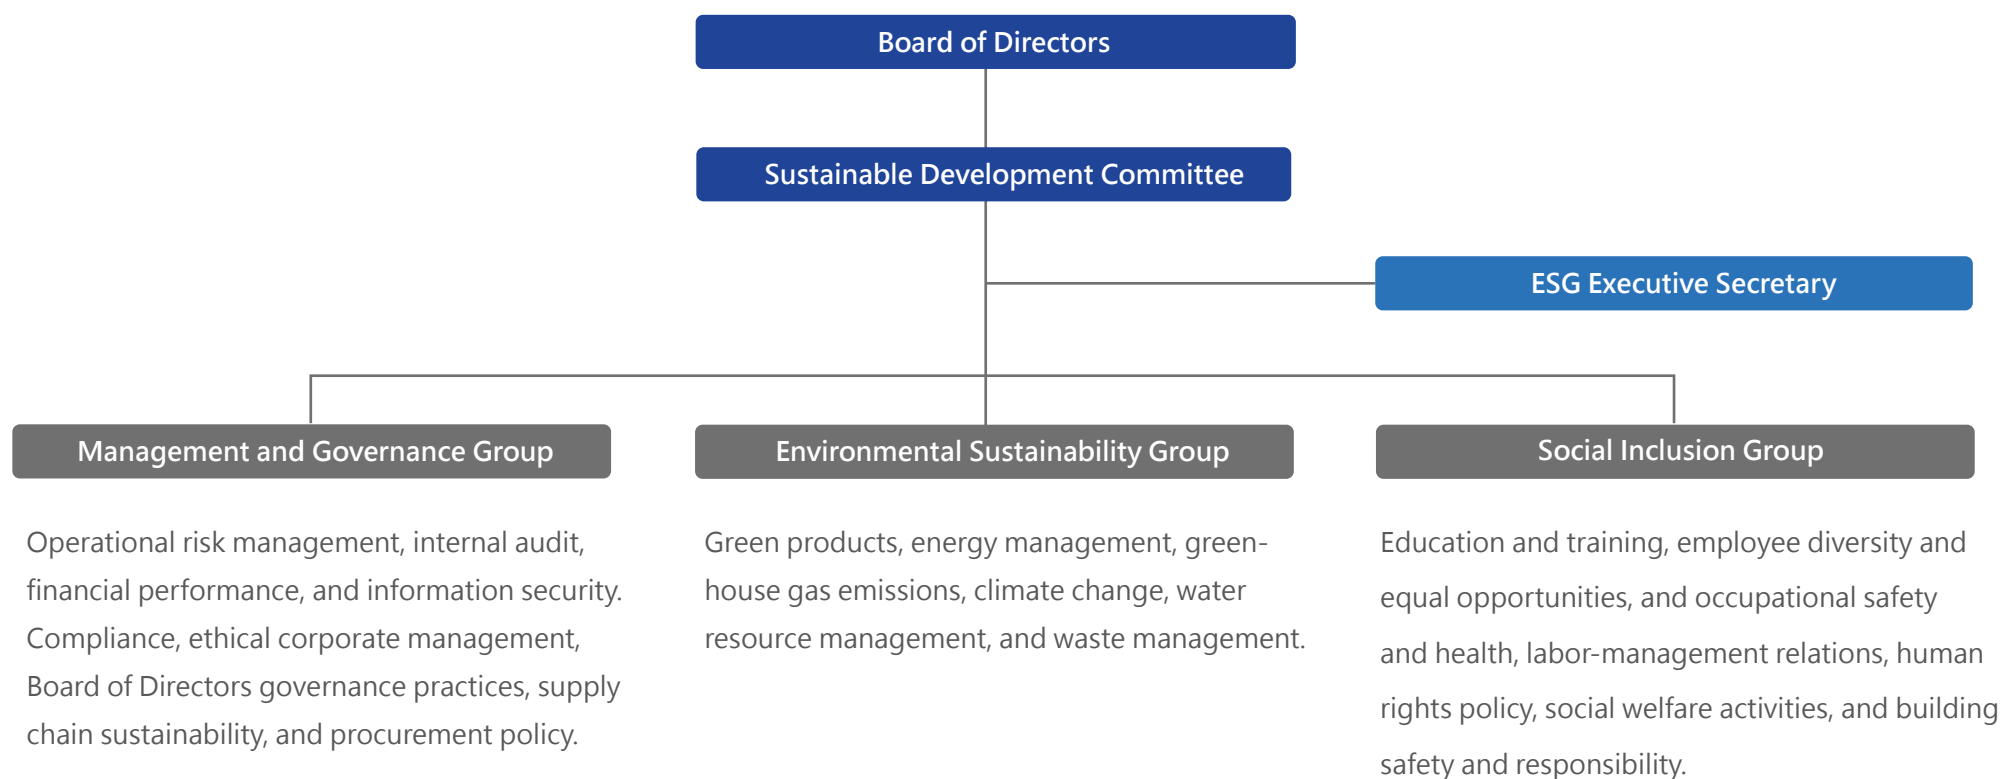 Board of Directors
Sustainable Development Committee
ESG Executive Secretary
Management and Governance Group
Operational risk management, internal audit,
financial performance, and information security.
Compliance, ethical corporate management,
Board of Directors governance practices, supply
chain sustainability, and procurement policy.
Environmental Sustainability Group
Green products, energy management, green-
house gas emissions, climate change, water
resource management, and waste management.
Social Inclusion Group
Education and training, employee diversity and
equal opportunities, and occupational safety
and health, labor-management relations, human
rights policy, social welfare activities, and building
safety and responsibility.